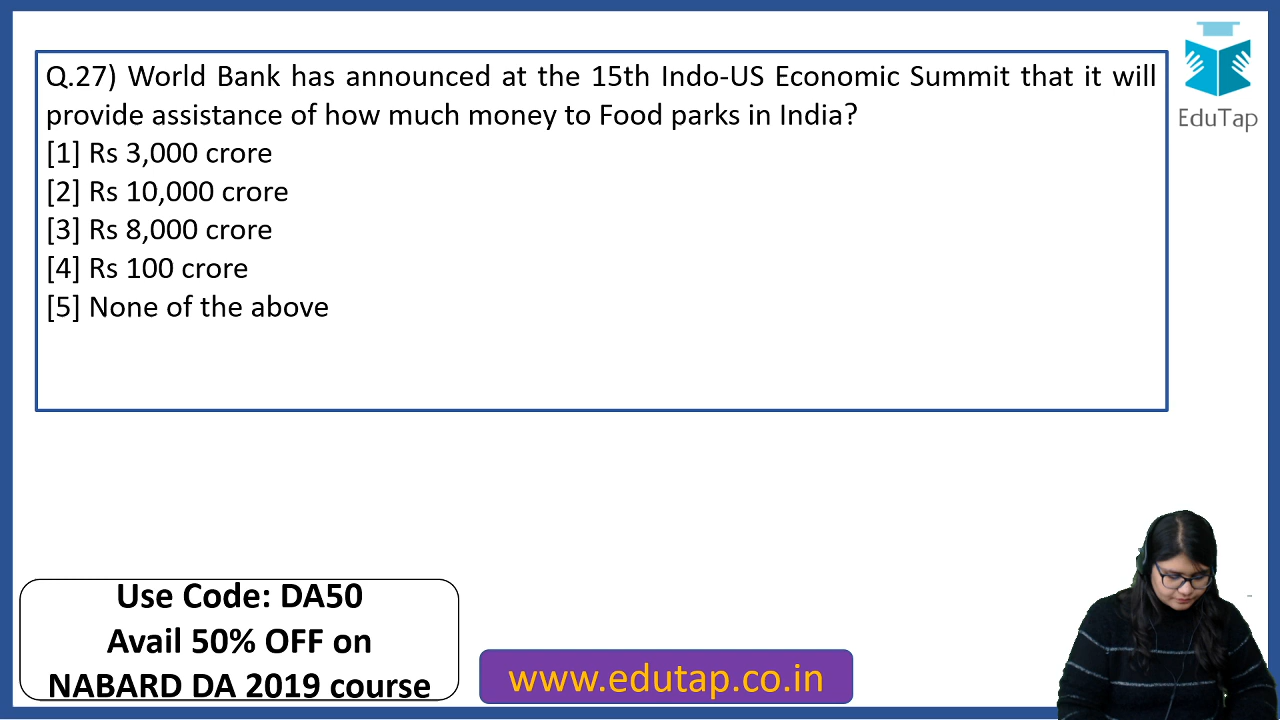 Q.27) World Bank has announced at the 15th Indo-US Economic Summit that it will
provide assistance of how much money to Food parks in India?
[1] Rs 3,000 crore
[2] Rs 10,000 crore
[3] Rs 8,000 crore
[4] Rs 100 crore
[5] None of the above
EduTap
Use Code: DA50
Avail 50% OFF on
NABARD DA 2019 course
www.edutap.co.in